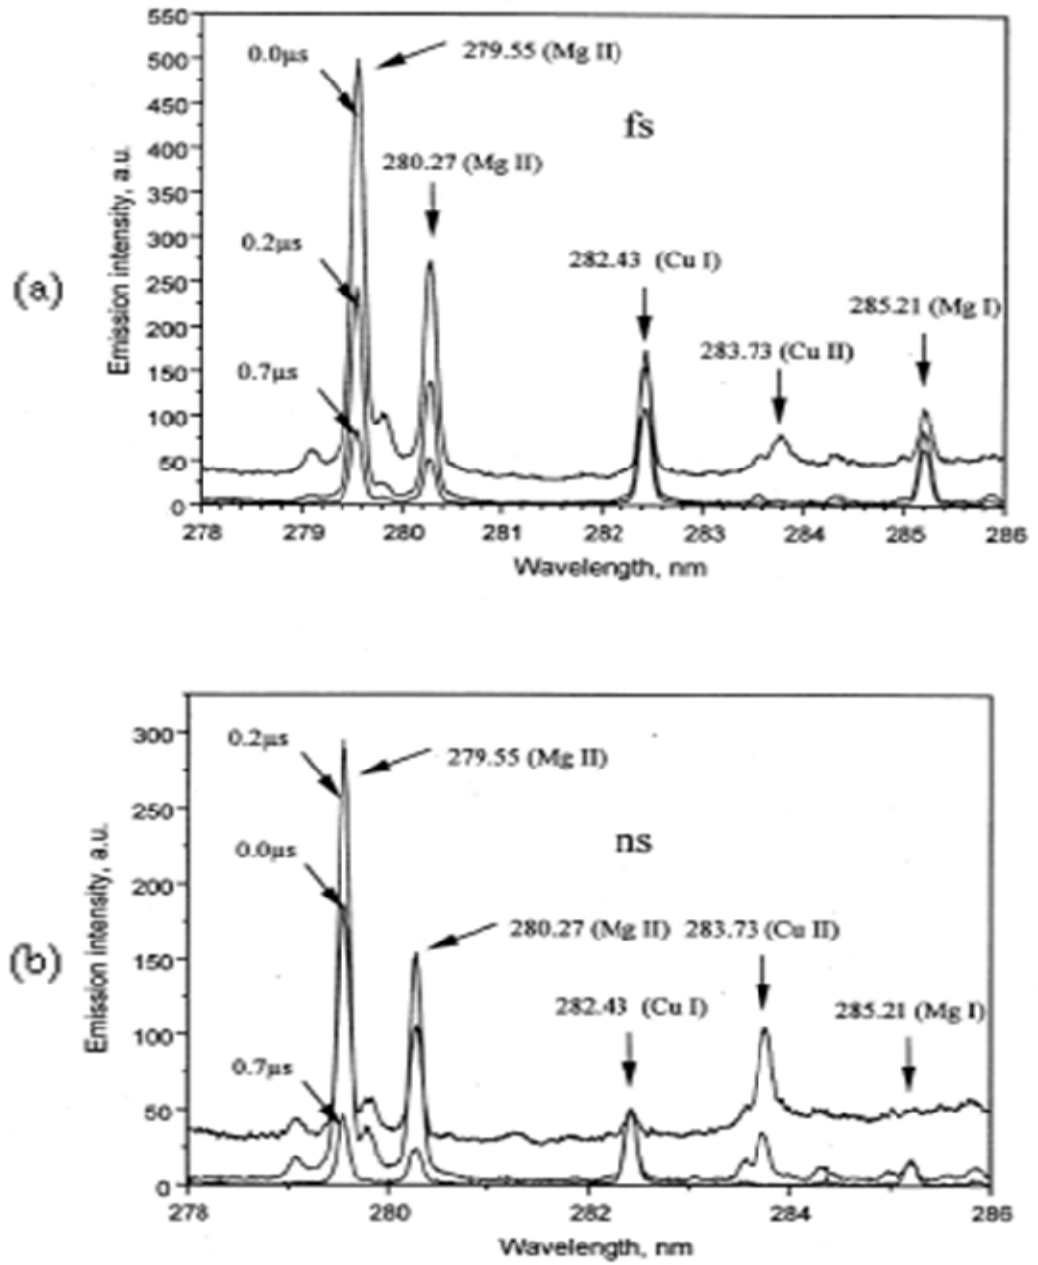 550
0.0μs
279.55 (Mg II)
500
450
fs
400
280.27 (Mg II)
350
0.2μs
300
282.43 (Cu I)
250
285.21 (Mg I)
200
283.73 (Cu II)
0.7μs
150
100
50
0
Emission intensity, a.u.
(a)
278 279 280 281 282 283 284 285 286
Wavelength, nm
0.2μs
300
279.55 (Mg II)
250
0.0μs
ns
200
280.27 (Mg II) 283.73 (Cu II)
150
282.43 (Cu I)
285.21 (Mg I)
100
0.7μs
50
0
Emission intensity, a.u.
(b)
278 280 282 284 286
Wavelength, nm